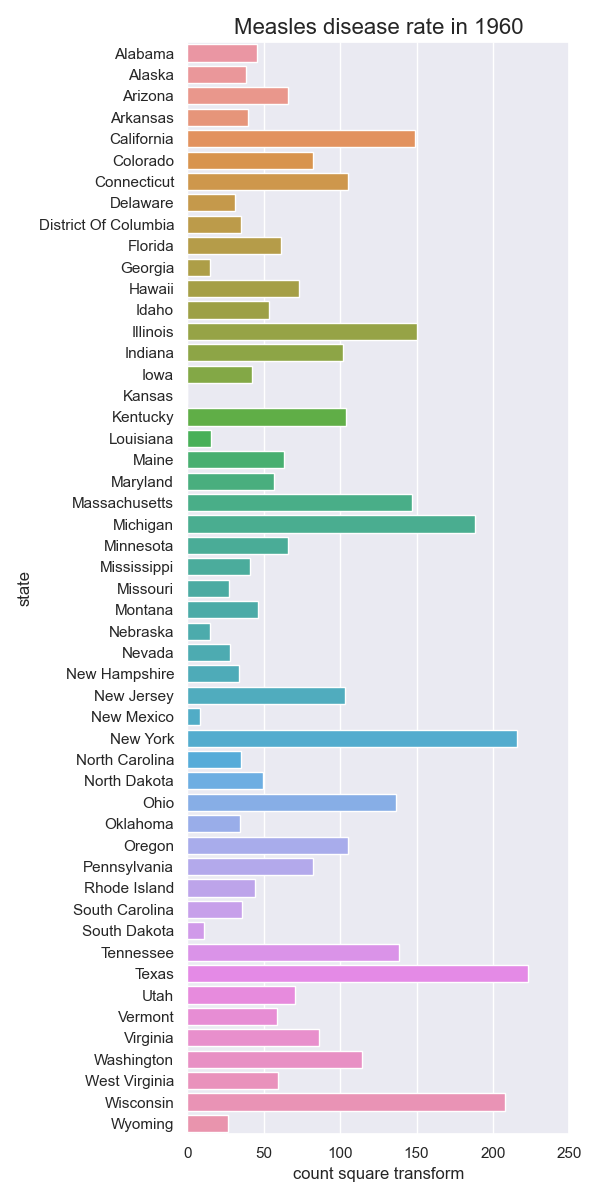 Measles disease rate in 1960
Alabama
Alaska
Arizona
Arkansas
California
Colorado
Connecticut
Delaware
District Of Columbia
Florida
Georgia
Hawaii
Idaho
Illinois
Indiana
Iowa
Kansas
Kentucky
Louisiana
Maine
Maryland
Massachusetts
Michigan
Minnesota
Mississippi
Missouri
Montana
Nebraska
Nevada
New Hampshire
New Jersey
New Mexico
New York
North Carolina
North Dakota
Ohio
Oklahoma
Oregon
Pennsylvania
Rhode Island
South Carolina
South Dakota
Tennessee
Texas
Utah
Vermont
Virginia
Washington
West Virginia
Wisconsin
Wyoming
state
0 50 100 150 200 250
count square transform